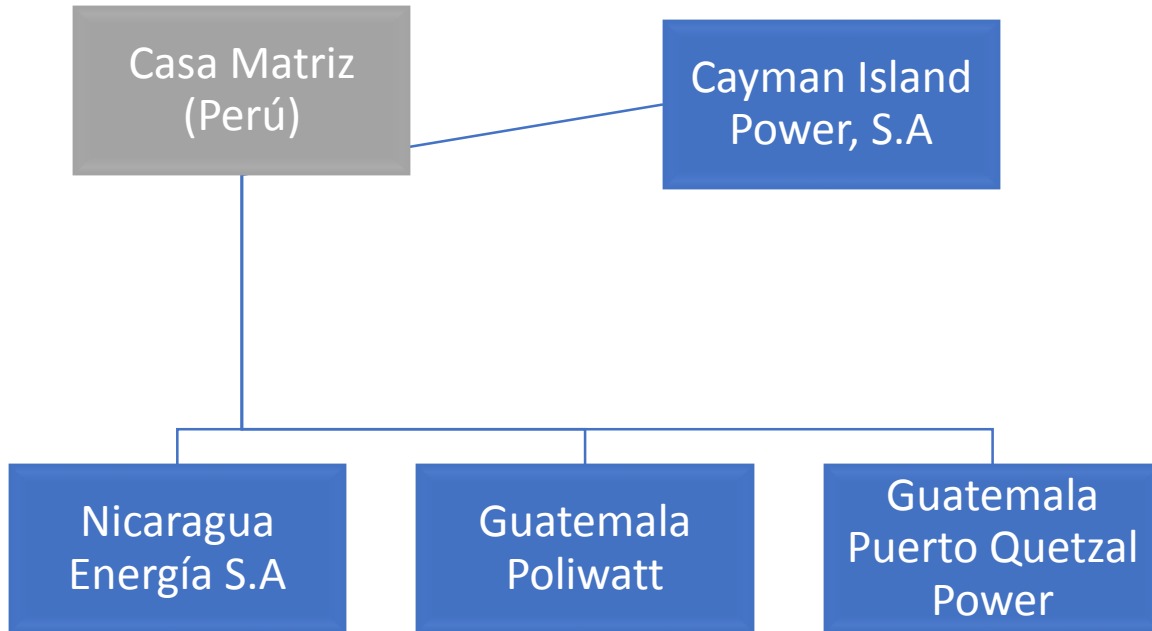 Casa Matriz
(Perú)
Cayman Island
Power, S.A
Nicaragua
Energía S.A
Guatemala
Poliwatt
Guatemala
Puerto Quetzal
Power